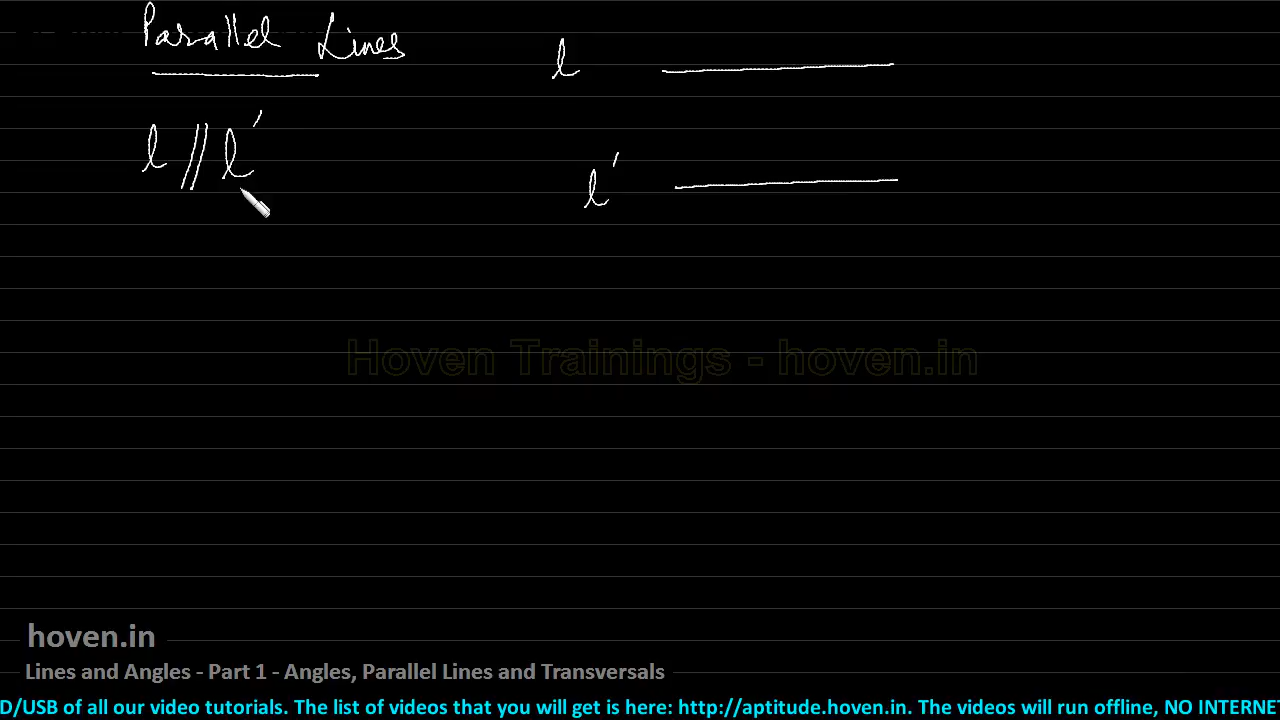 Parallel Lines
l
l // l'
l'
Hoven Trainings - hoven.in
hoven.in
Lines and Angles - Part 1 - Angles, Parallel Lines and Transversals
D/USB of all our video tutorials. The list of videos that you will get is here: http://aptitude.hoven.in. The videos will run offline, NO INTERNE